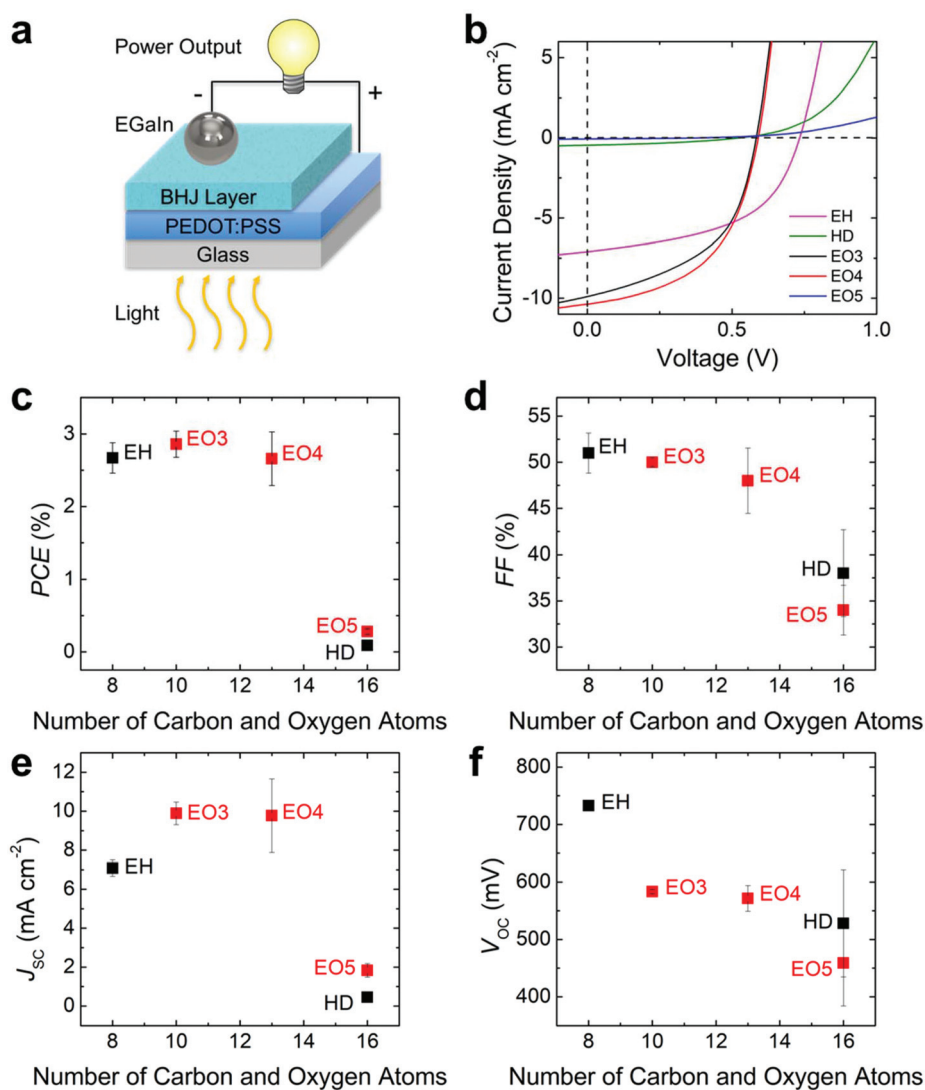 a
Power Output
-
+
EGaIn
BHJ Layer
PEDOT:PSS
Glass
Light
b
Current Density (mA cm⁻²)
5
0
-5
-10
0.0
0.5
1.0
Voltage (V)
EH
HD
EO3
EO4
EO5
c
PCE (%)
3
2
1
0
EH
EO3
EO4
EO5
HD
8 10 12 14 16
Number of Carbon and Oxygen Atoms
d
FF (%)
55
50
45
40
35
30
EH
EO3
EO4
HD
EO5
8 10 12 14 16
Number of Carbon and Oxygen Atoms
e
J_SC (mA cm⁻²)
12
10
8
6
4
2
0
EH
EO3
EO4
EO5
HD
8 10 12 14 16
Number of Carbon and Oxygen Atoms
f
V_OC (mV)
800
700
600
500
400
EH
EO3
EO4
HD
EO5
8 10 12 14 16
Number of Carbon and Oxygen Atoms